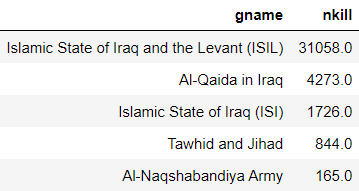 gname nkill
Islamic State of Iraq and the Levant (ISIL) 31058.0
Al-Qaida in Iraq 4273.0
Islamic State of Iraq (ISI) 1726.0
Tawhid and Jihad 844.0
Al-Naqshabandiya Army 165.0